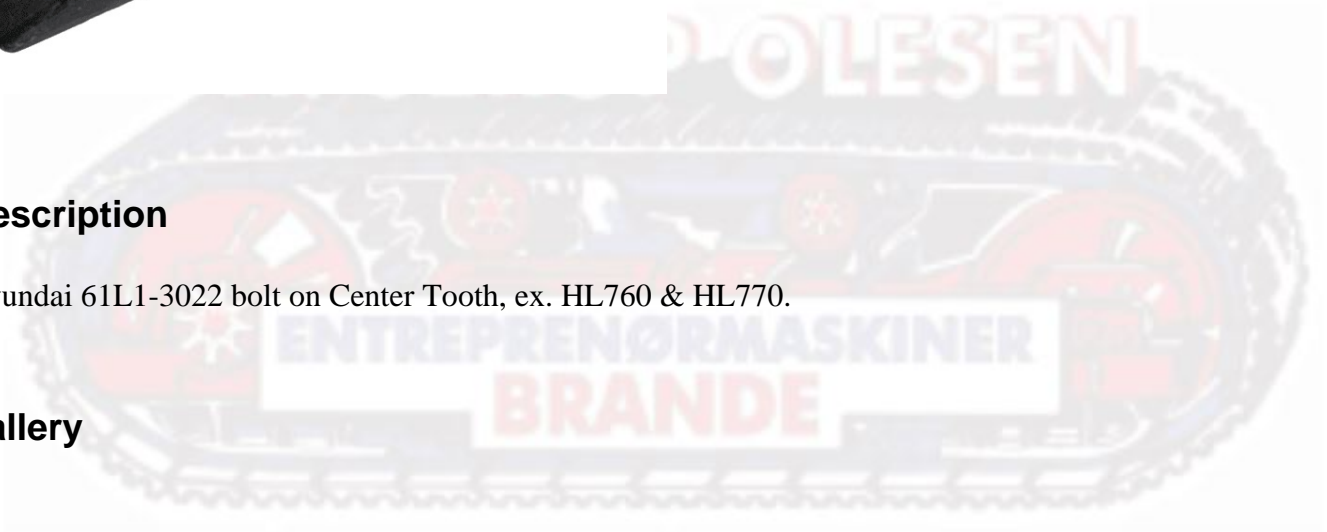 OLESEN
escription
undai 61L1-3022 bolt on Center Tooth, ex. HL760 & HL770.
ENTREPRENØRMASKINER
BRANDE
allery